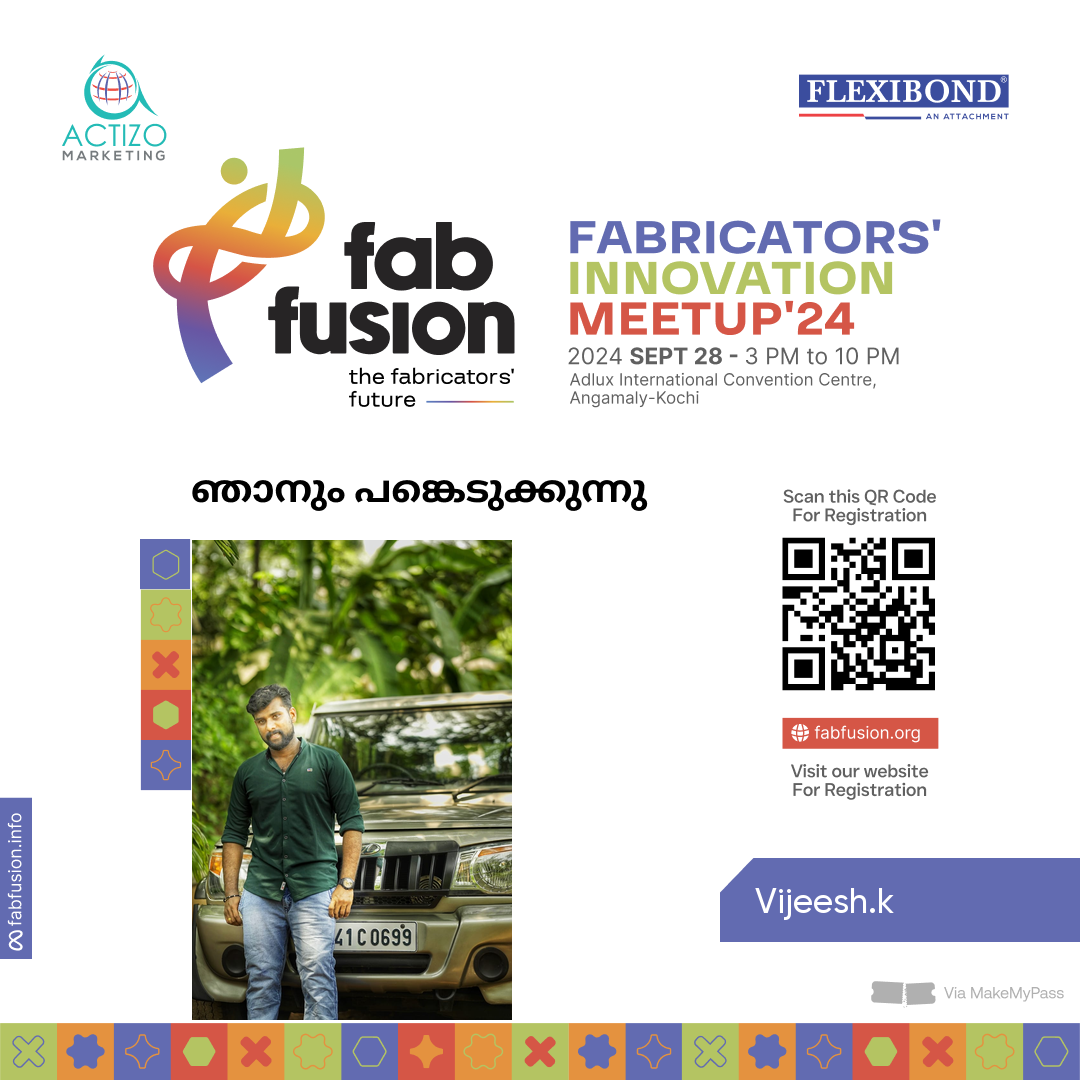 ACTIZO
MARKETING
FLEXIBOND®
AN ATTACHMENT
fab
fusion
the fabricators'
future
FABRICATORS'
INNOVATION
MEETUP'24
2024 SEPT 28 - 3 PM to 10 PM
Adlux International Convention Centre,
Angamaly-Kochi
ഞാനും പങ്കെടുക്കുന്നു
Scan this QR Code
For Registration
fabfusion.org
Visit our website
For Registration
fabfusion.info
41 C 0699
Vijeesh.k
Via MakeMyPass